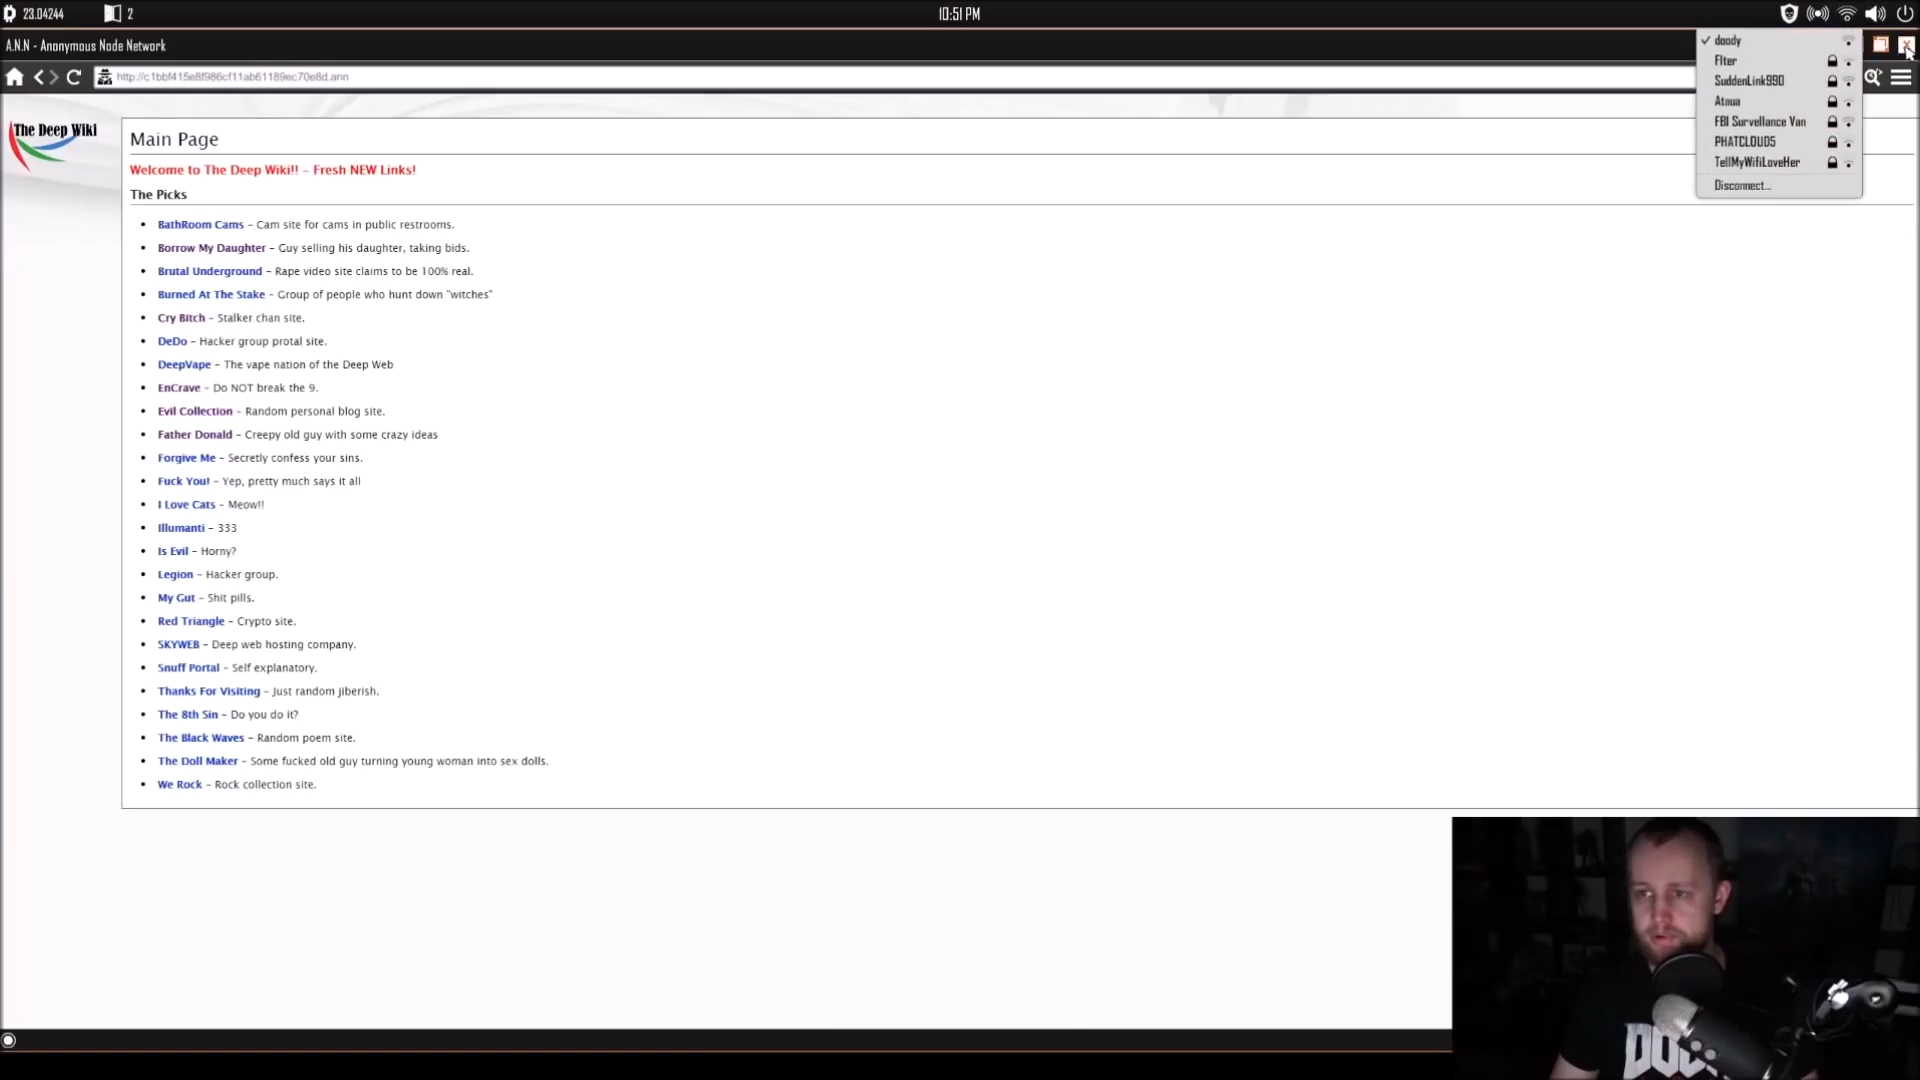 23.04244
2
10:51 PM
A.N.N - Anonymous Node Network
http://c1bbf415e8f986cf11ab61189ec70e8d.ann
doody
Flter
SuddenLink990
Ataua
FBI Survellance Van
PHATCLOUD5
TellMyWifiLoveHer
Disconnect...
The Deep Wiki
Main Page
Welcome to The Deep Wiki!! – Fresh NEW Links!
The Picks
BathRoom Cams – Cam site for cams in public restrooms.
Borrow My Daughter – Guy selling his daughter, taking bids.
Brutal Underground – Rape video site claims to be 100% real.
Burned At The Stake – Group of people who hunt down "witches"
Cry Bitch – Stalker chan site.
DeDo – Hacker group protal site.
DeepVape – The vape nation of the Deep Web
EnCrave – Do NOT break the 9.
Evil Collection – Random personal blog site.
Father Donald – Creepy old guy with some crazy ideas
Forgive Me – Secretly confess your sins.
Fuck You! – Yep, pretty much says it all
I Love Cats – Meow!!
Illumanti – 333
Is Evil – Horny?
Legion – Hacker group.
My Gut – Shit pills.
Red Triangle – Crypto site.
SKYWEB – Deep web hosting company.
Snuff Portal – Self explanatory.
Thanks For Visiting – Just random jiberish.
The 8th Sin – Do you do it?
The Black Waves – Random poem site.
The Doll Maker – Some fucked old guy turning young woman into sex dolls.
We Rock – Rock collection site.